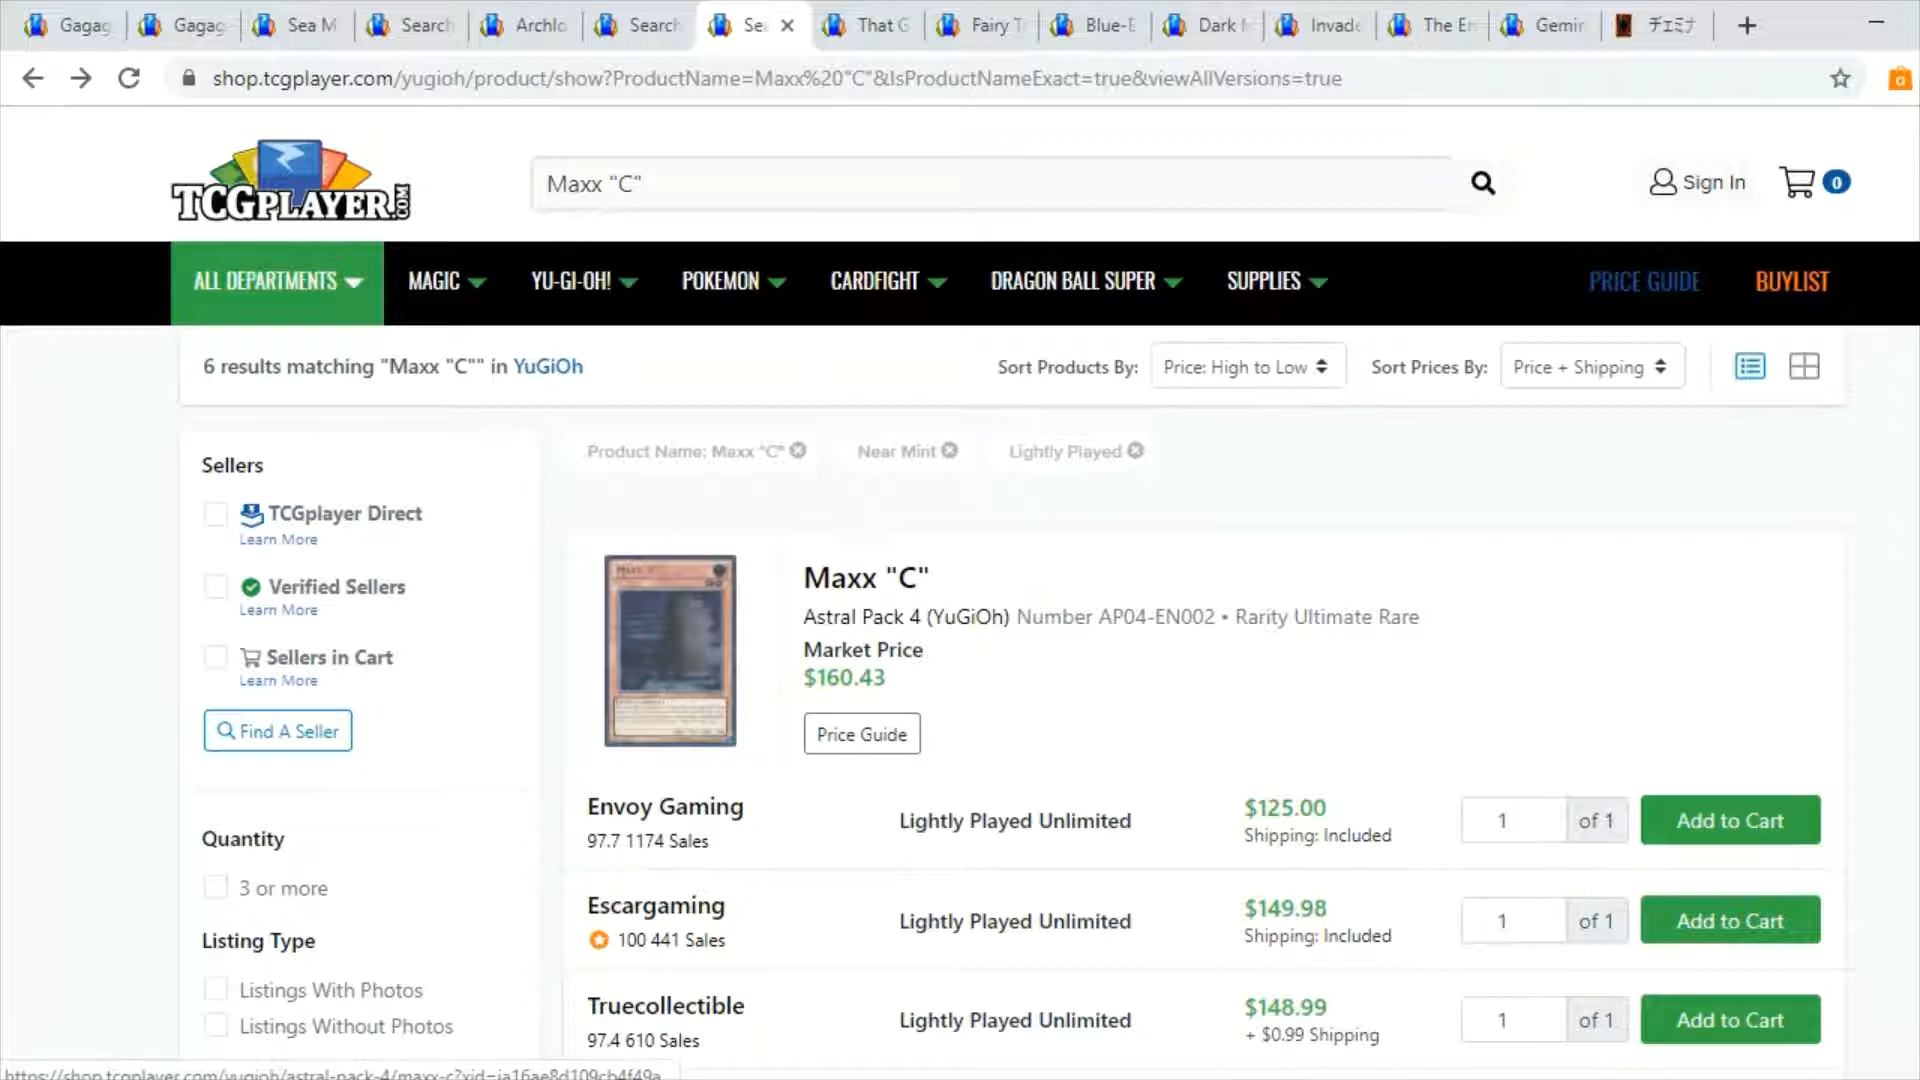 Gagag
Gagag
Sea M
Search
Archlo
Search
Se
That G
Fairy T
Blue-E
Dark
Invade
The En
Gemin
チェミナ
shop.tcgplayer.com/yugioh/product/show?ProductName=Maxx%20"C"&IsProductNameExact=true&viewAllVersions=true
TCGPLAYER.COM
Maxx "C"
Sign In
0
ALL DEPARTMENTS
MAGIC
YU-GI-OH!
POKEMON
CARDFIGHT
DRAGON BALL SUPER
SUPPLIES
PRICE GUIDE
BUYLIST
6 results matching "Maxx "C"" in YuGiOh
Sort Products By:
Price: High to Low
Sort Prices By:
Price + Shipping
Sellers
TCGplayer Direct
Learn More
Verified Sellers
Learn More
Sellers in Cart
Learn More
Find A Seller
Quantity
3 or more
Listing Type
Listings With Photos
Listings Without Photos
Product Name: Maxx "C"
Near Mint
Lightly Played
Maxx "C"
Astral Pack 4 (YuGiOh) Number AP04-EN002 • Rarity Ultimate Rare
Market Price
$160.43
Price Guide
Envoy Gaming
97.7 1174 Sales
Lightly Played Unlimited
$125.00
Shipping: Included
1
of 1
Add to Cart
Escargaming
100 441 Sales
Lightly Played Unlimited
$149.98
Shipping: Included
1
of 1
Add to Cart
Truecollectible
97.4 610 Sales
Lightly Played Unlimited
$148.99
+ $0.99 Shipping
1
of 1
Add to Cart